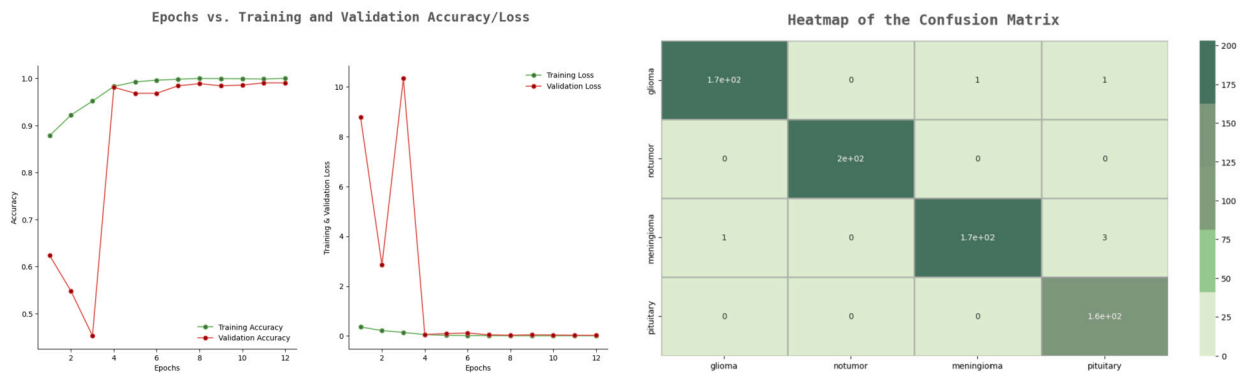 Epochs vs. Training and Validation Accuracy/Loss
1.0
0.9
0.8
0.7
0.6
0.5
Accuracy
Training Accuracy
Validation Accuracy
2 4 6 8 10 12
Epochs
10
8
6
4
2
0
Training & Validation Loss
Training Loss
Validation Loss
2 4 6 8 10 12
Epochs
Heatmap of the Confusion Matrix
glioma 1.7e+02 0 1 1
notumor 0 2e+02 0 0
meningioma 1 0 1.7e+02 3
pituitary 0 0 0 1.6e+02
glioma notumor meningioma pituitary
200
175
150
125
100
75
50
25
0